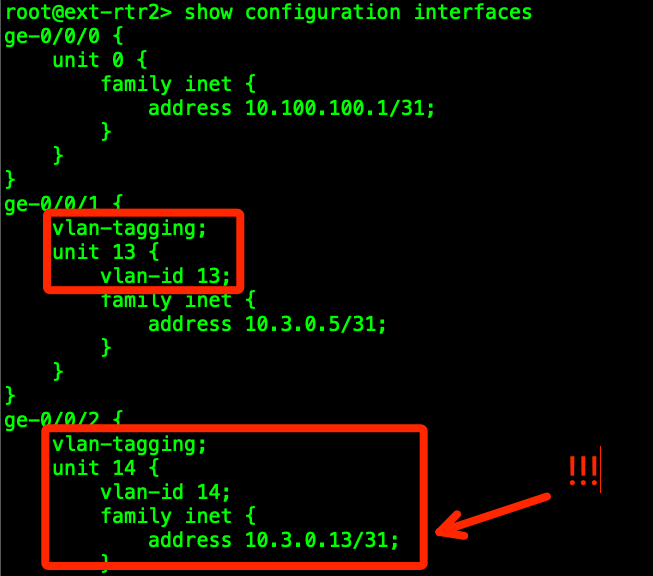 root@ext-rtr2> show configuration interfaces
ge-0/0/0 {
    unit 0 {
        family inet {
            address 10.100.100.1/31;
        }
    }
}
ge-0/0/1 {
    vlan-tagging;
    unit 13 {
        vlan-id 13;
        family inet {
            address 10.3.0.5/31;
        }
    }
}
ge-0/0/2 {
    vlan-tagging;
    unit 14 {
        vlan-id 14;
        family inet {
            address 10.3.0.13/31;
        }
!!!